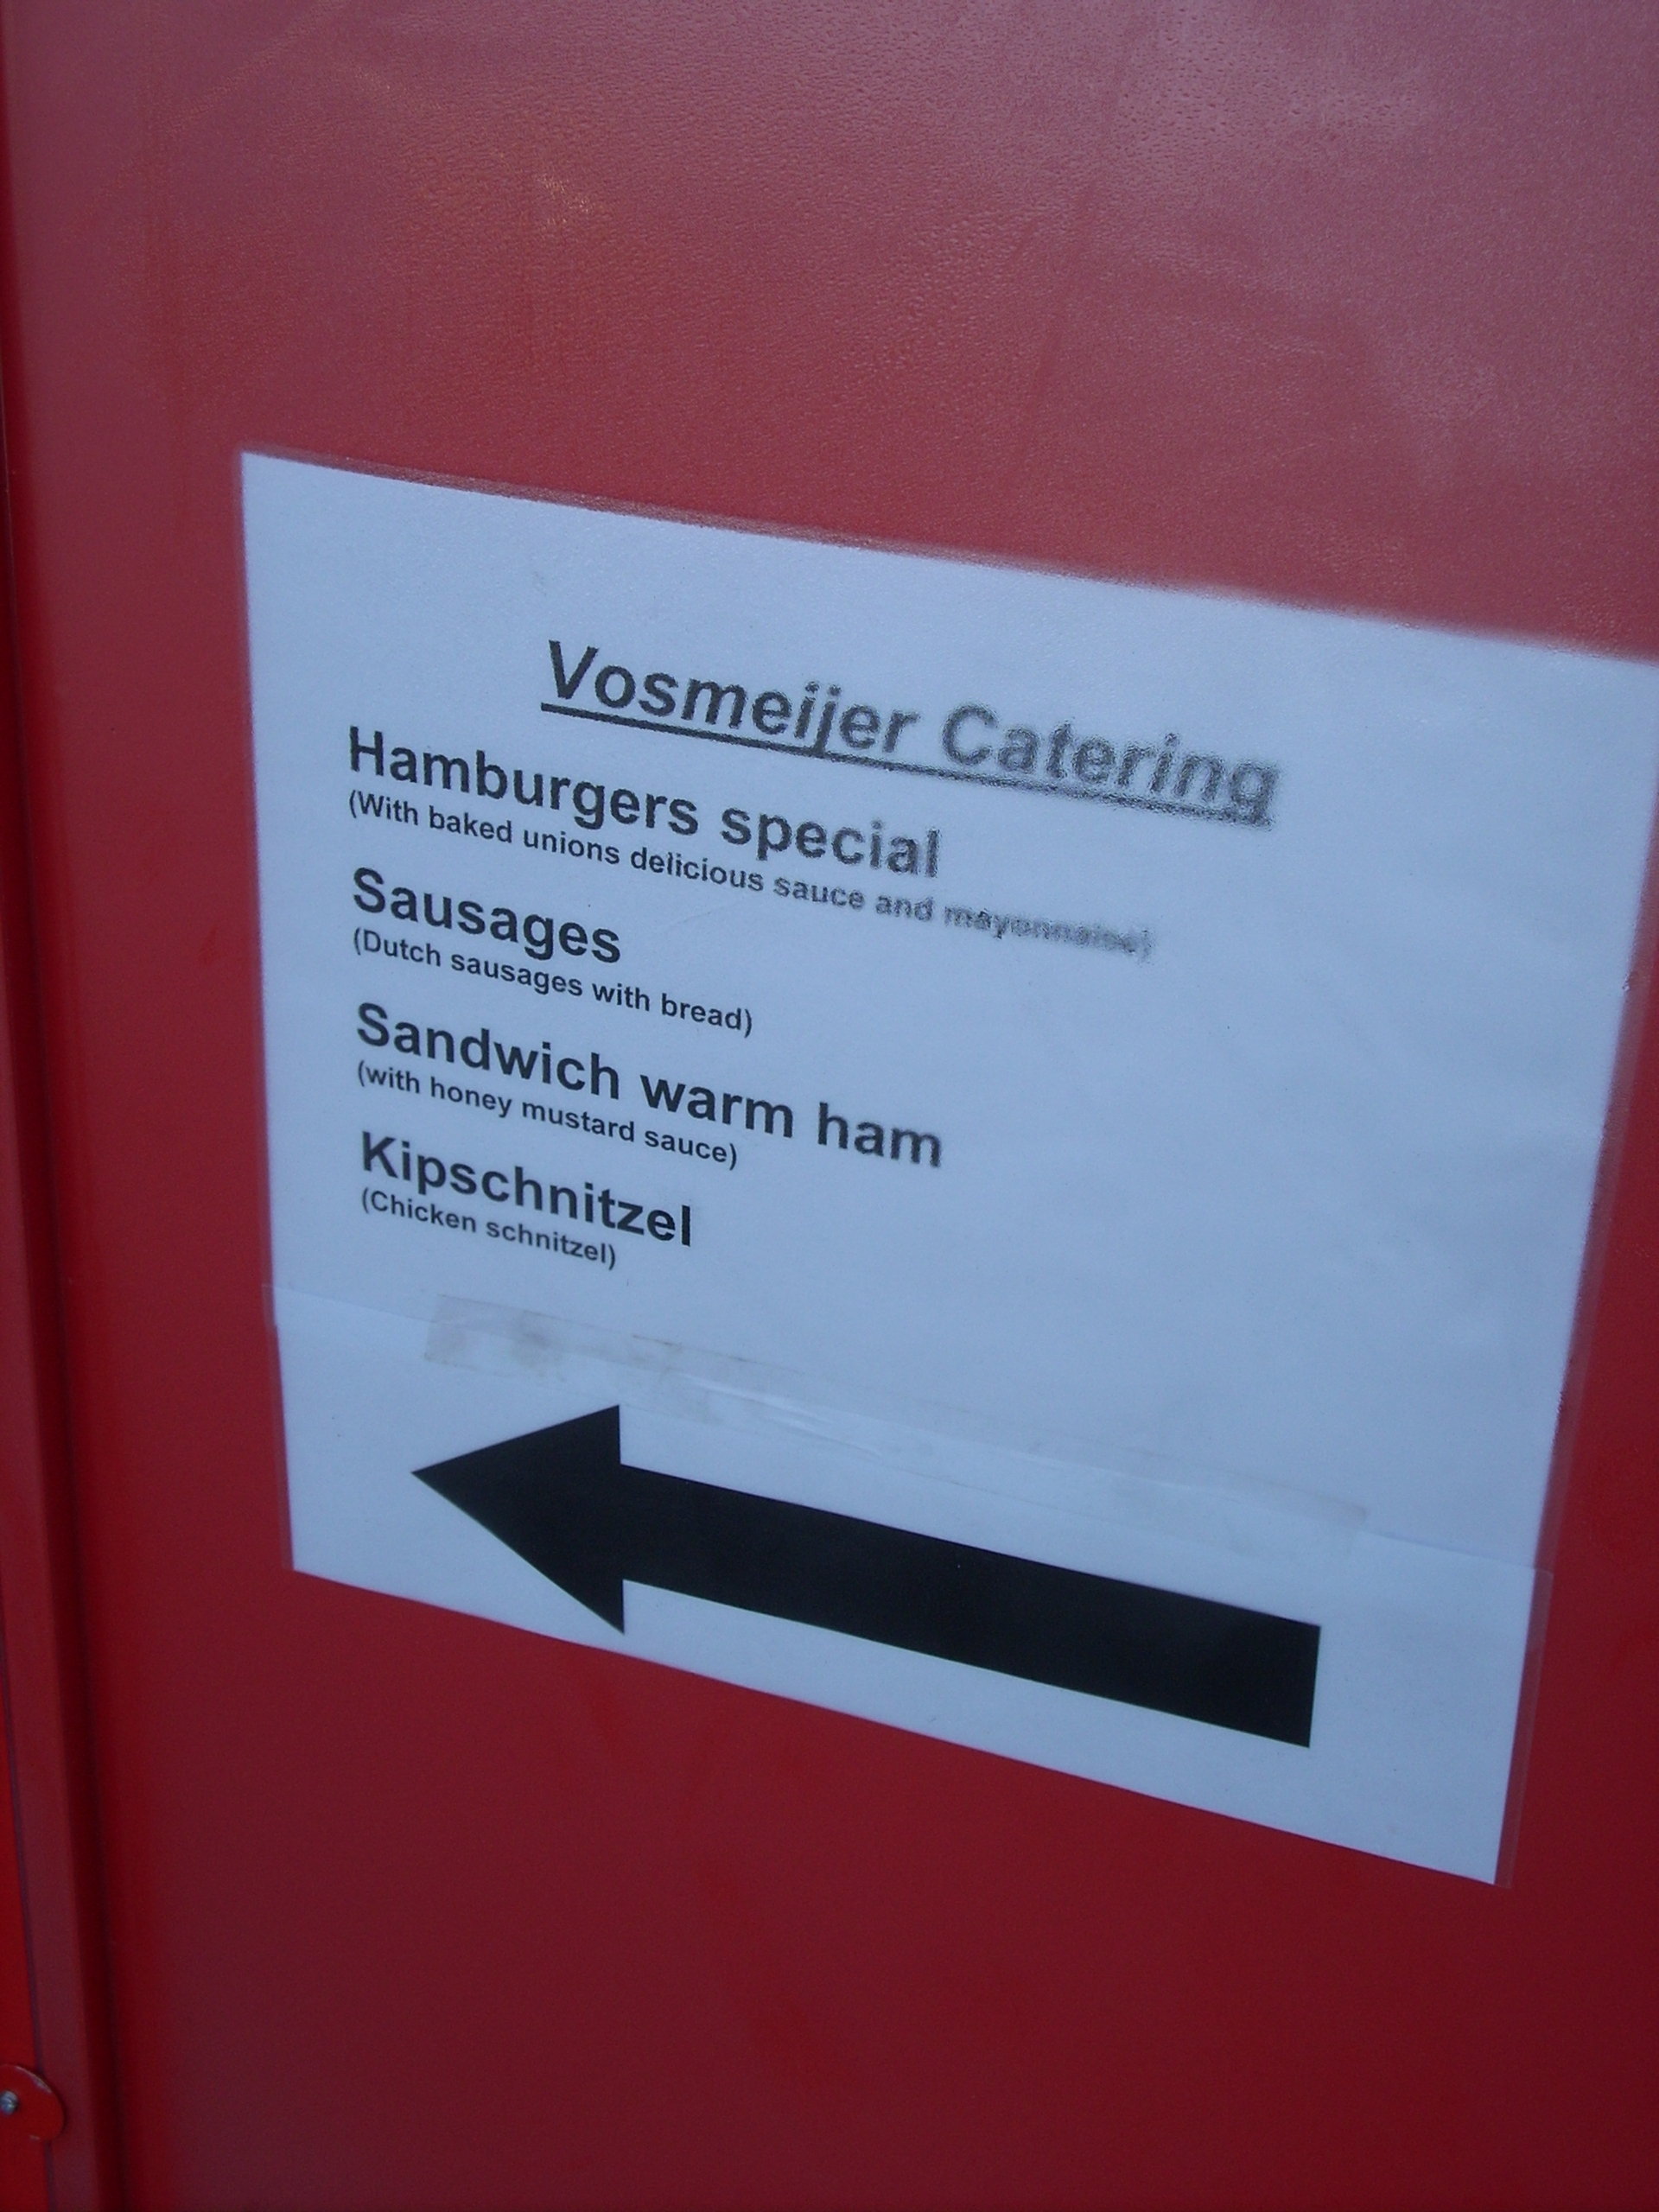 Vosmeijer Catering
Hamburgers special
(With baked unions delicious sauce and mayonnaise)
Sausages
(Dutch sausages with bread)
Sandwich warm ham
(with honey mustard sauce)
Kipschnitzel
(Chicken schnitzel)